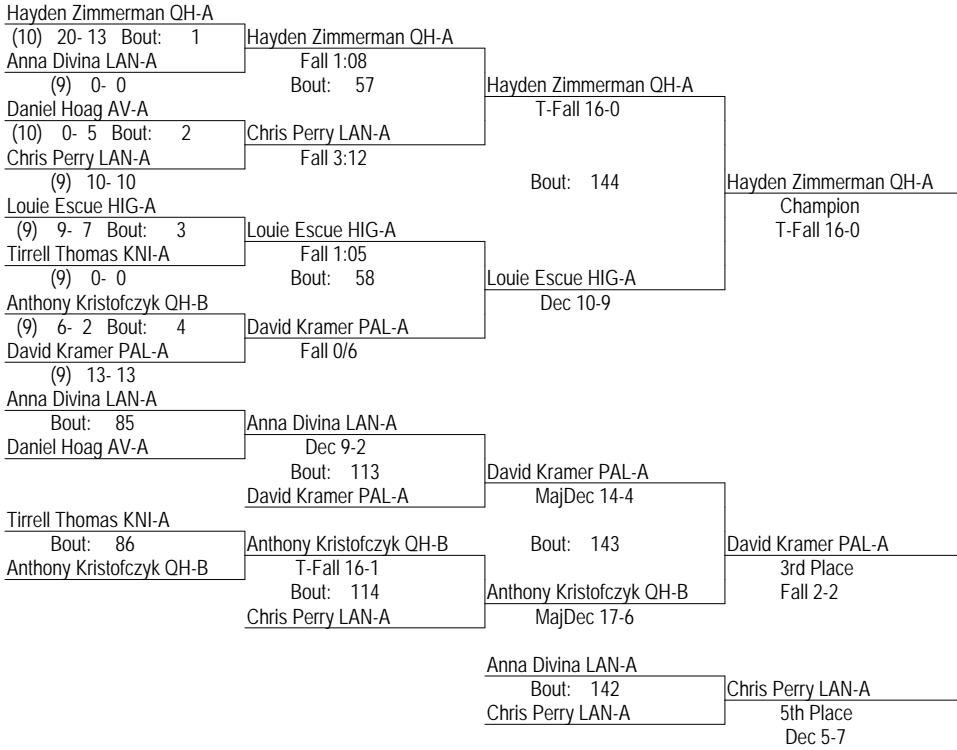 Hayden Zimmerman QH-A
(10) 20- 13 Bout: 1
Anna Divina LAN-A
(9) 0- 0
Daniel Hoag AV-A
(10) 0- 5 Bout: 2
Chris Perry LAN-A
(9) 10- 10
Louie Escue HIG-A
(9) 9- 7 Bout: 3
Tirrell Thomas KNI-A
(9) 0- 0
Anthony Kristofczyk QH-B
(9) 6- 2 Bout: 4
David Kramer PAL-A
(9) 13- 13
Hayden Zimmerman QH-A
Fall 1:08
Bout: 57
Chris Perry LAN-A
Fall 3:12
Louie Escue HIG-A
Fall 1:05
Bout: 58
David Kramer PAL-A
Fall 0/6
Hayden Zimmerman QH-A
T-Fall 16-0
Bout: 144
Louie Escue HIG-A
Dec 10-9
Hayden Zimmerman QH-A
Champion
T-Fall 16-0
Anna Divina LAN-A
Bout: 85
Daniel Hoag AV-A
Tirrell Thomas KNI-A
Bout: 86
Anthony Kristofczyk QH-B
Anna Divina LAN-A
Dec 9-2
Bout: 113
David Kramer PAL-A
Anthony Kristofczyk QH-B
T-Fall 16-1
Bout: 114
Chris Perry LAN-A
David Kramer PAL-A
MajDec 14-4
Bout: 143
Anthony Kristofczyk QH-B
MajDec 17-6
David Kramer PAL-A
3rd Place
Fall 2-2
Anna Divina LAN-A
Bout: 142
Chris Perry LAN-A
Chris Perry LAN-A
5th Place
Dec 5-7